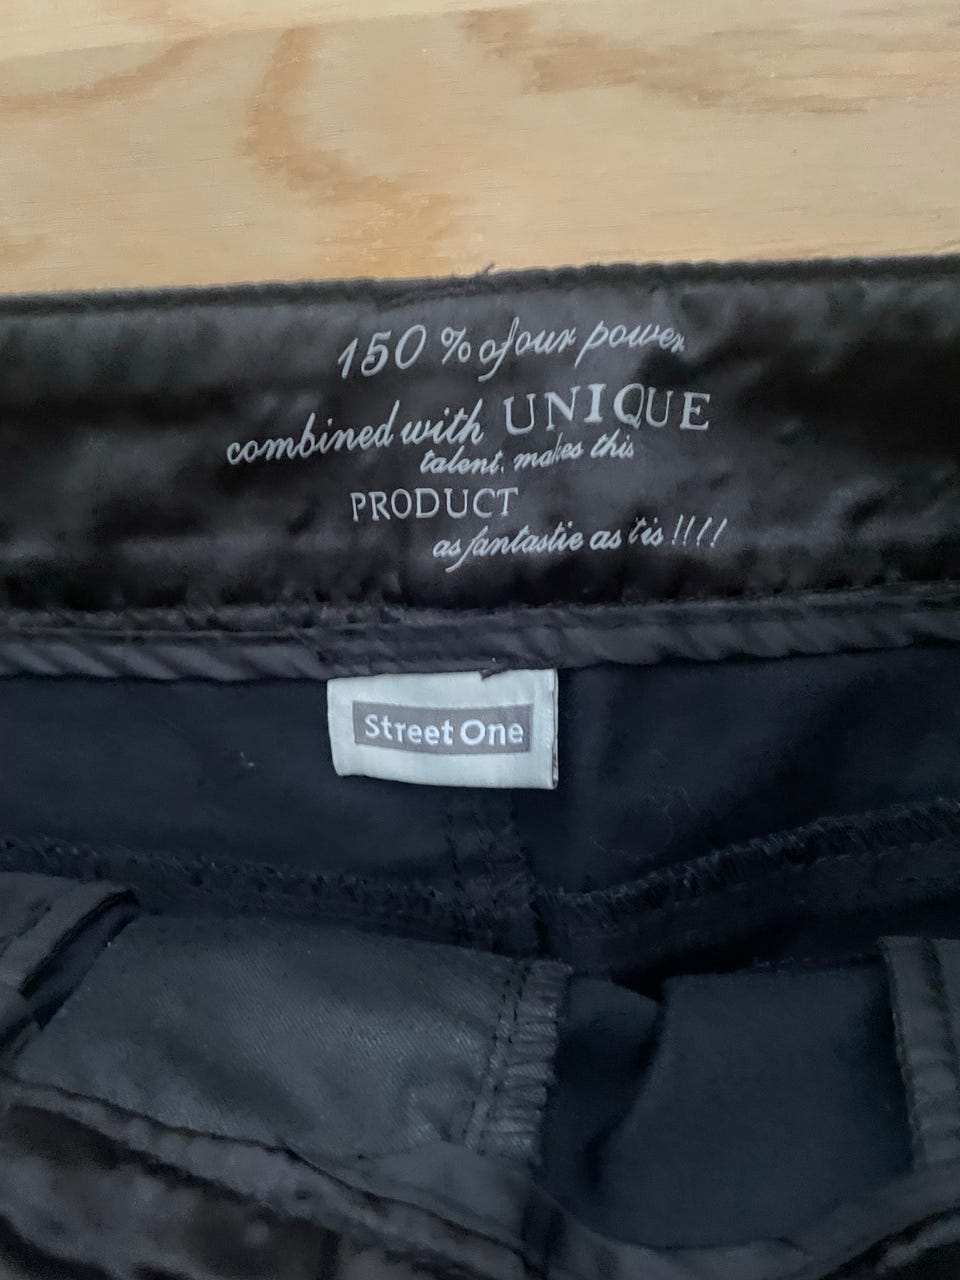 150 % of our power
combined with UNIQUE
talent, makes this
PRODUCT
as fantastic as tis !!!!
Street One